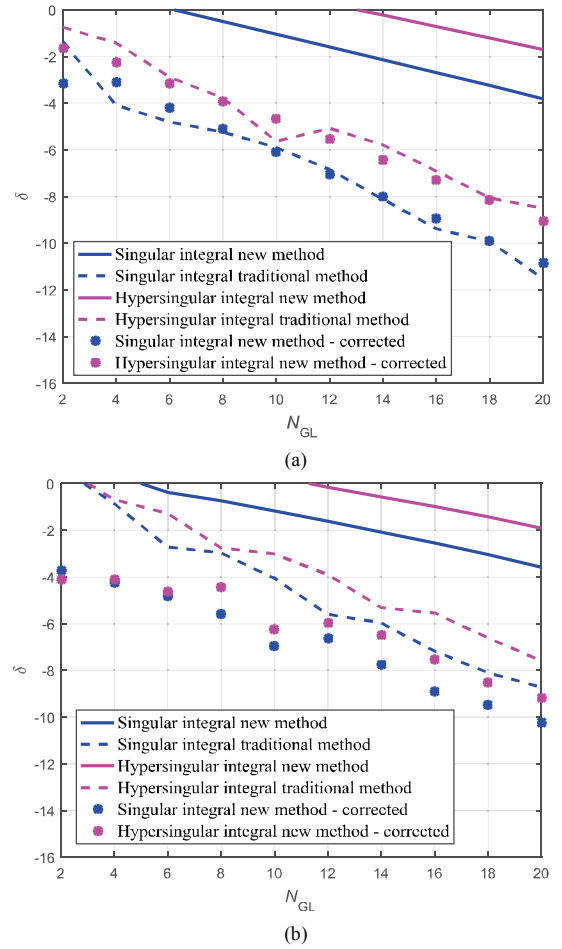 0
-2
-4
-6
-8
-10
-12
-14
-16
δ
Singular integral new method
Singular integral traditional method
Hypersingular integral new method
Hypersingular integral traditional method
Singular integral new method - corrected
Hypersingular integral new method - corrected
2 4 6 8 10 12 14 16 18 20
NGL
(a)
0
-2
-4
-6
-8
-10
-12
-14
-16
δ
Singular integral new method
Singular integral traditional method
Hypersingular integral new method
Hypersingular integral traditional method
Singular integral new method - corrected
Hypersingular integral new method - corrected
2 4 6 8 10 12 14 16 18 20
NGL
(b)